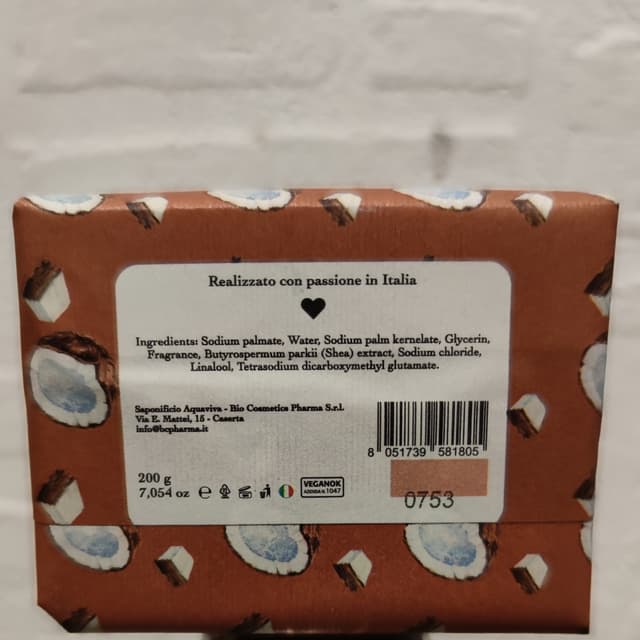 Realizzato con passione in Italia
Ingredients: Sodium palmate, Water, Sodium palm kernelate, Glycerin,
Fragrance, Butyrospermum parkii (Shea) extract, Sodium chloride,
Linalool, Tetrasodium dicarboxymethyl glutamate.
Saponificio Aquaviva - Bio Cosmetics Pharma S.r.l.
Via E. Mattei, 15 - Caserta
info@bcpharma.it
8 051739 581805
200 g
7,054 oz ℮
VEGANOK
AZIENDA N. 1047
0753